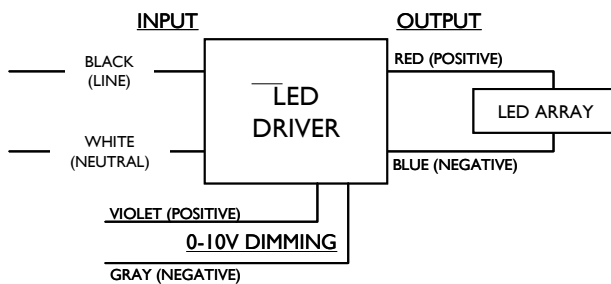 INPUT
OUTPUT
BLACK
(LINE)
RED (POSITIVE)
LED
DRIVER
LED ARRAY
WHITE
(NEUTRAL)
BLUE (NEGATIVE)
VIOLET (POSITIVE)
0-10V DIMMING
GRAY (NEGATIVE)